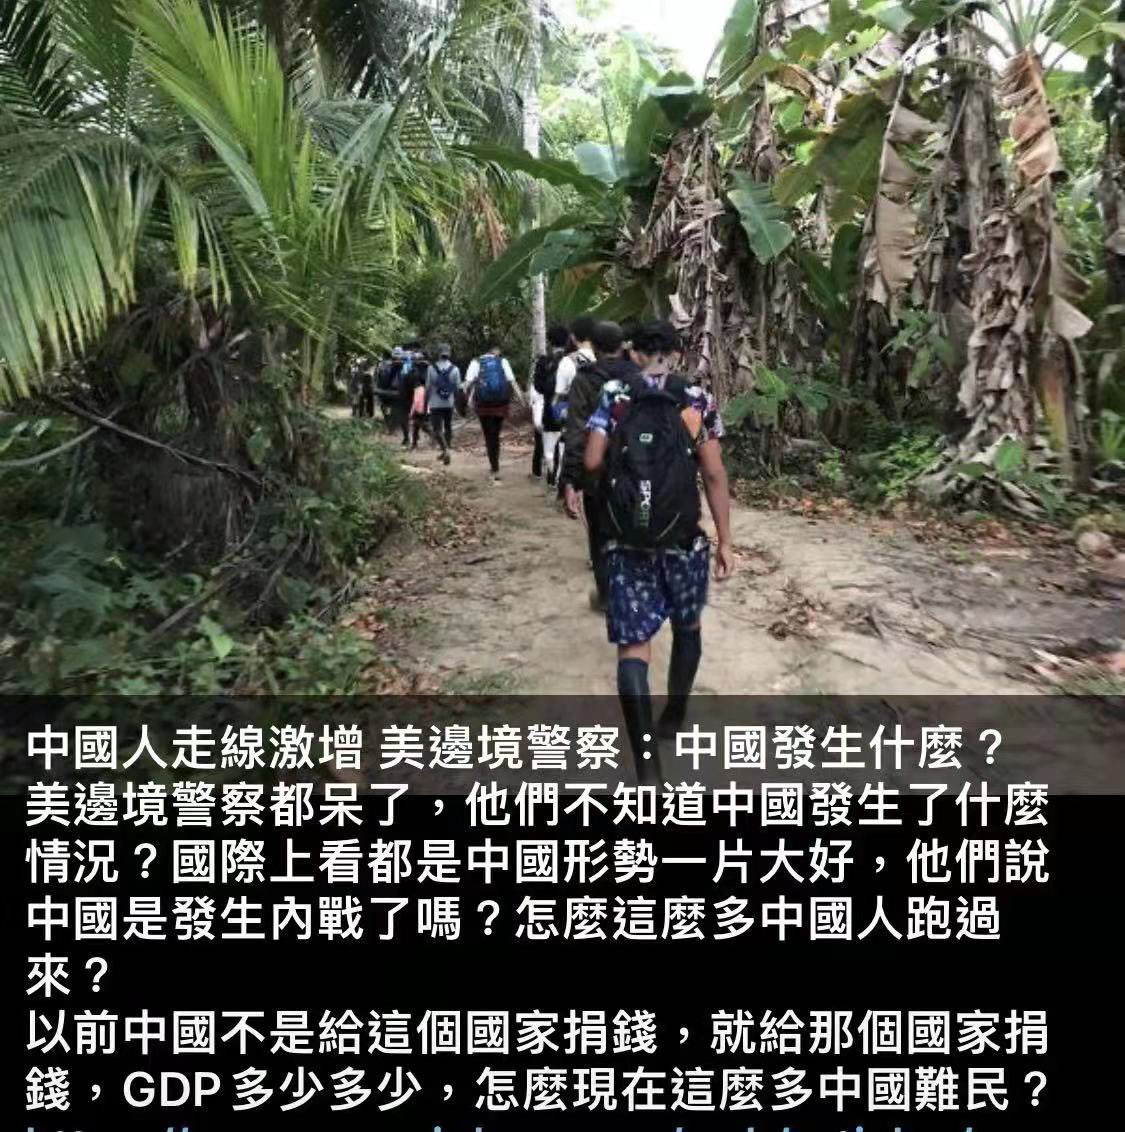 SPORT
中國人走線激增 美邊境警察：中國發生什麼？
美邊境警察都呆了，他們不知道中國發生了什麼
情況？國際上看都是中國形勢一片大好，他們說
中國是發生內戰了嗎？怎麼這麼多中國人跑過
來？
以前中國不是給這個國家捐錢，就給那個國家捐
錢，GDP多少多少，怎麼現在這麼多中國難民？